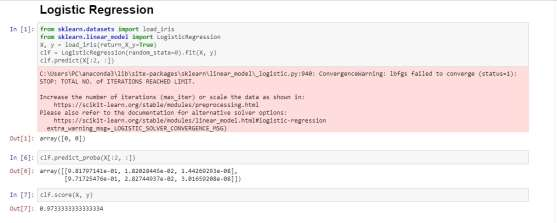 Logistic Regression
In [1]: from sklearn.datasets import load_iris
from sklearn.linear_model import LogisticRegression
X, y = load_iris(return_X_y=True)
clf = LogisticRegression(random_state=0).fit(X, y)
clf.predict(X[:2, :])
C:\Users\PC\anaconda3\lib\site-packages\sklearn\linear_model\_logistic.py:940: ConvergenceWarning: lbfgs failed to converge (status=1):
STOP: TOTAL NO. of ITERATIONS REACHED LIMIT.
Increase the number of iterations (max_iter) or scale the data as shown in:
https://scikit-learn.org/stable/modules/preprocessing.html
Please also refer to the documentation for alternative solver options:
https://scikit-learn.org/stable/modules/linear_model.html#logistic-regression
extra_warning_msg=_LOGISTIC_SOLVER_CONVERGENCE_MSG)
Out[1]: array([0, 0])
In [6]: clf.predict_proba(X[:2, :])
Out[6]: array([[9.81797141e-01, 1.82028445e-02, 1.44269293e-08],
[9.71725476e-01, 2.82744937e-02, 3.01659208e-08]])
In [7]: clf.score(X, y)
Out[7]: 0.9733333333333334